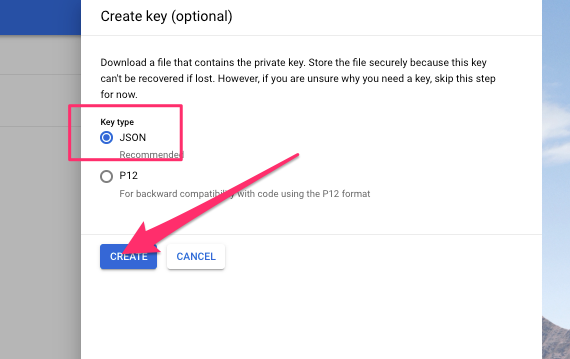 Create key (optional)
Download a file that contains the private key. Store the file securely because this key
can't be recovered if lost. However, if you are unsure why you need a key, skip this step
for now.
Key type
JSON
Recommended
P12
For backward compatibility with code using the P12 format
CREATE
CANCEL